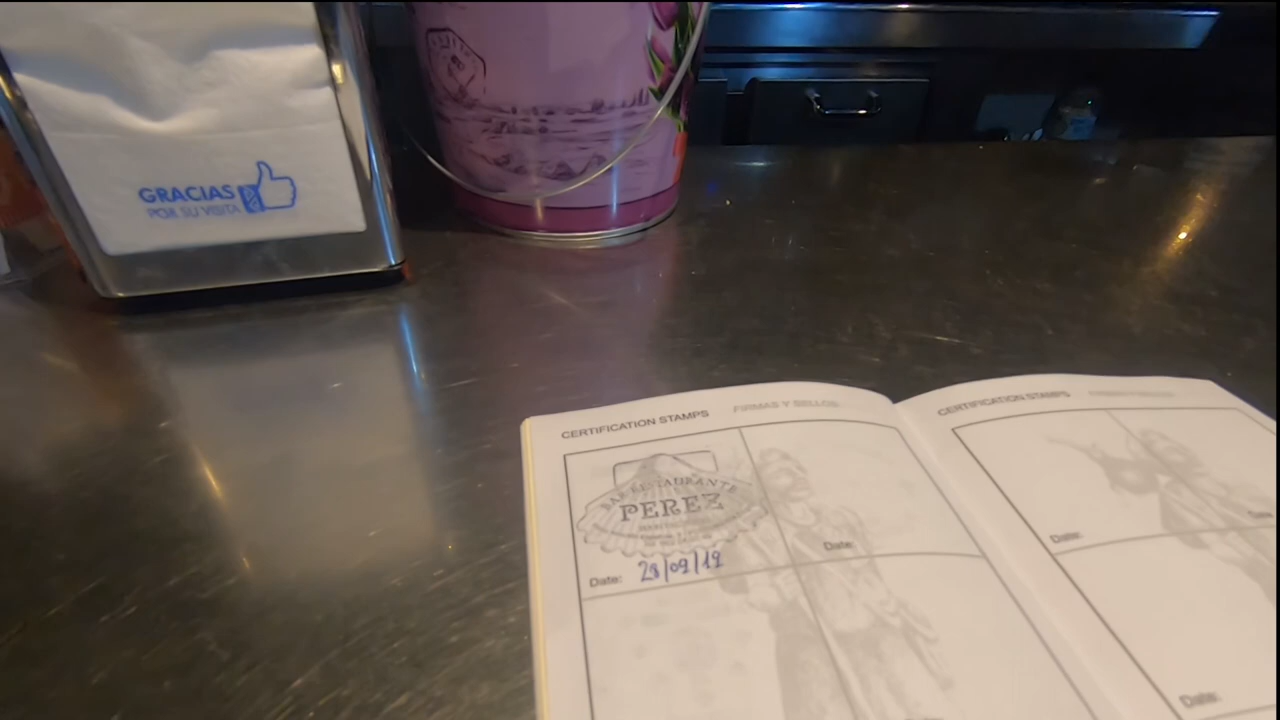 GRACIAS
POR SU VISITA
CERTIFICATION STAMPS FIRMAS Y SELLOS
BAR RESTAURANTE
PEREZ
Date: 28/09/19
Date:
CERTIFICATION STAMPS
Date:
Date: